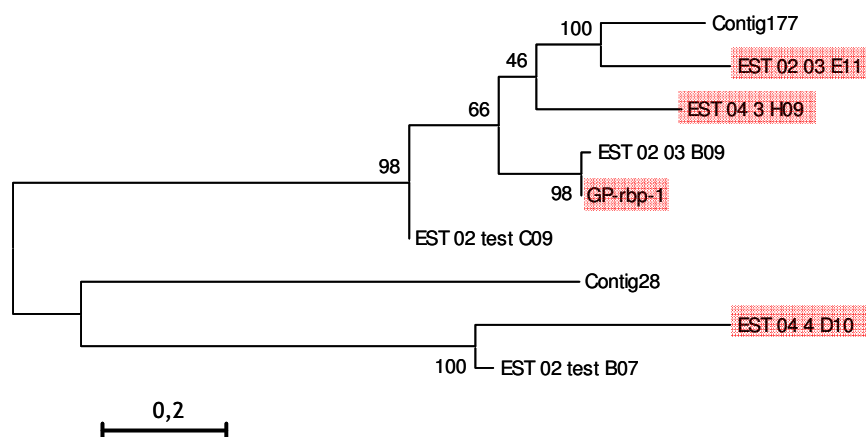 Contig177
100
EST 02 03 E11
46
EST 04 3 H09
66
EST 02 03 B09
98
98
GP-rbp-1
EST 02 test C09
Contig28
EST 04 4 D10
100
EST 02 test B07
0,2